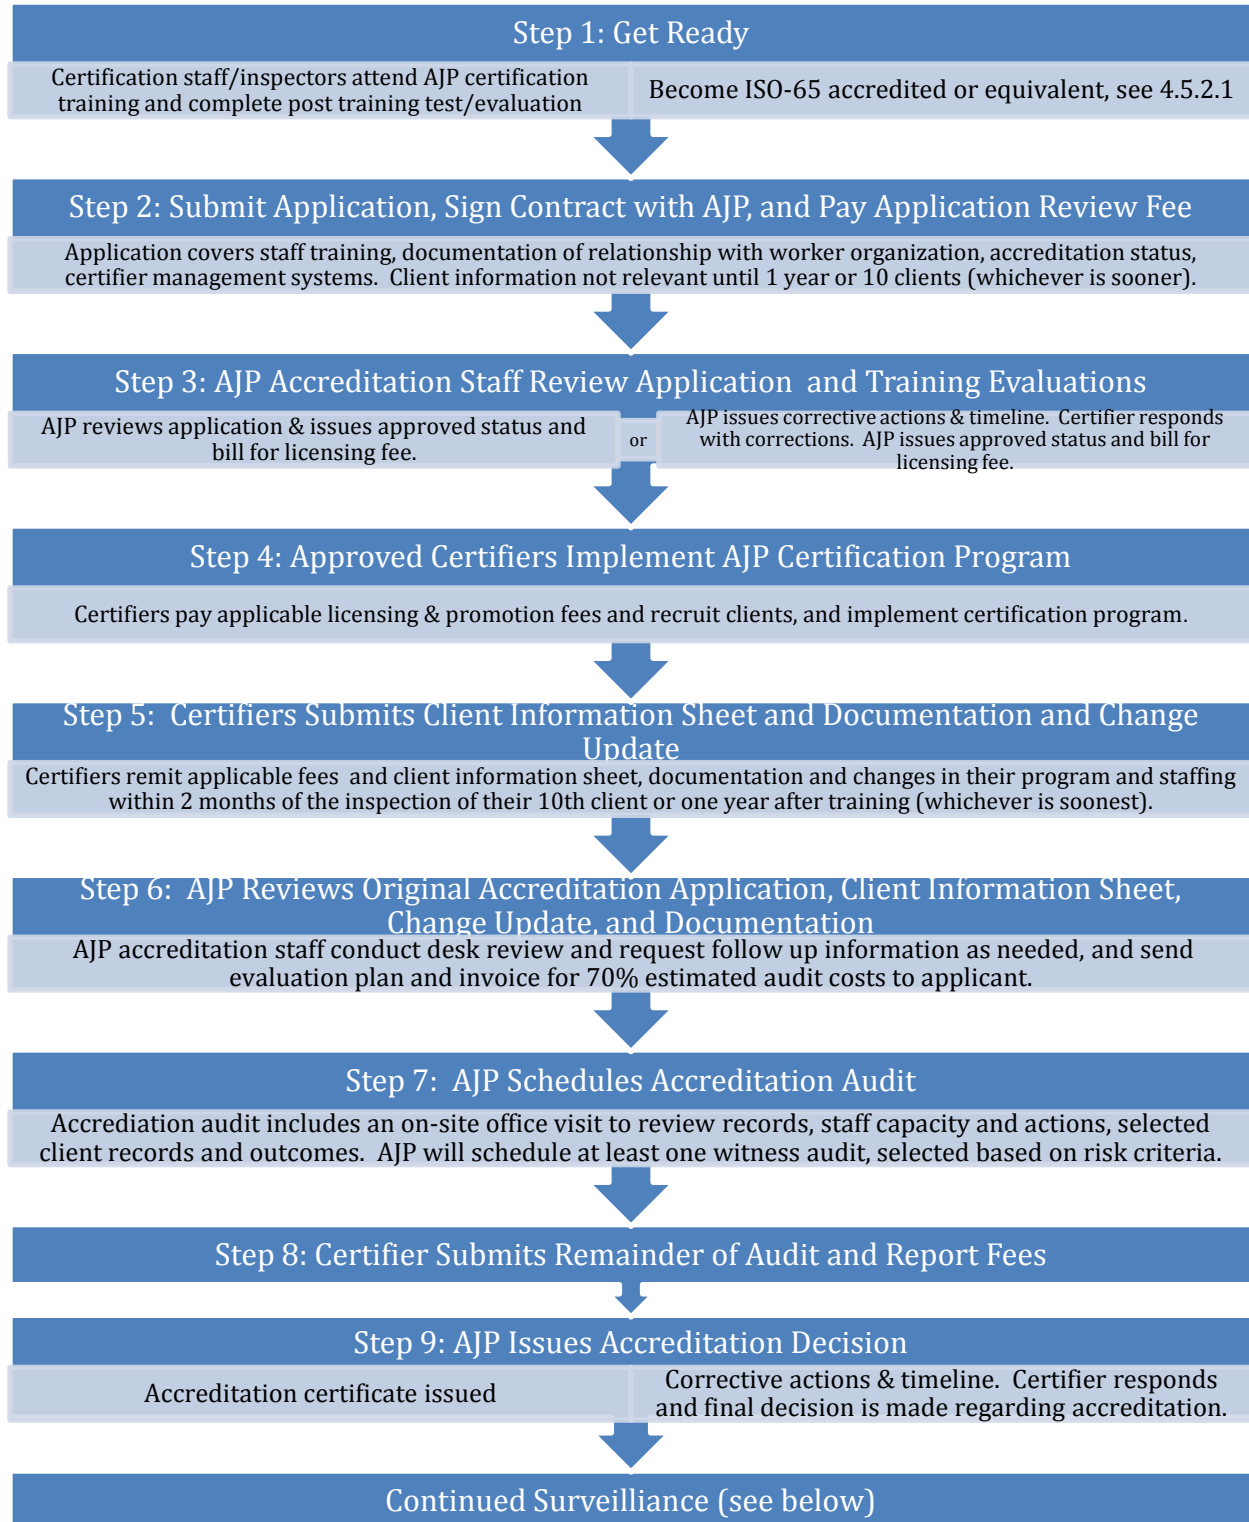 Step 1: Get Ready
Certification staff/inspectors attend AJP certification
training and complete post training test/evaluation
Become ISO-65 accredited or equivalent, see 4.5.2.1
Step 2: Submit Application, Sign Contract with AJP, and Pay Application Review Fee
Application covers staff training, documentation of relationship with worker organization, accreditation status,
certifier management systems. Client information not relevant until 1 year or 10 clients (whichever is sooner).
Step 3: AJP Accreditation Staff Review Application and Training Evaluations
AJP reviews application & issues approved status and
bill for licensing fee.
or
AJP issues corrective actions & timeline. Certifier responds
with corrections. AJP issues approved status and bill for
licensing fee.
Step 4: Approved Certifiers Implement AJP Certification Program
Certifiers pay applicable licensing & promotion fees and recruit clients, and implement certification program.
Step 5: Certifiers Submits Client Information Sheet and Documentation and Change
Update
Certifiers remit applicable fees and client information sheet, documentation and changes in their program and staffing
within 2 months of the inspection of their 10th client or one year after training (whichever is soonest).
Step 6: AJP Reviews Original Accreditation Application, Client Information Sheet,
Change Update, and Documentation
AJP accreditation staff conduct desk review and request follow up information as needed, and send
evaluation plan and invoice for 70% estimated audit costs to applicant.
Step 7: AJP Schedules Accreditation Audit
Accrediation audit includes an on-site office visit to review records, staff capacity and actions, selected
client records and outcomes. AJP will schedule at least one witness audit, selected based on risk criteria.
Step 8: Certifier Submits Remainder of Audit and Report Fees
Step 9: AJP Issues Accreditation Decision
Accreditation certificate issued
Corrective actions & timeline. Certifier responds
and final decision is made regarding accreditation.
Continued Surveilliance (see below)